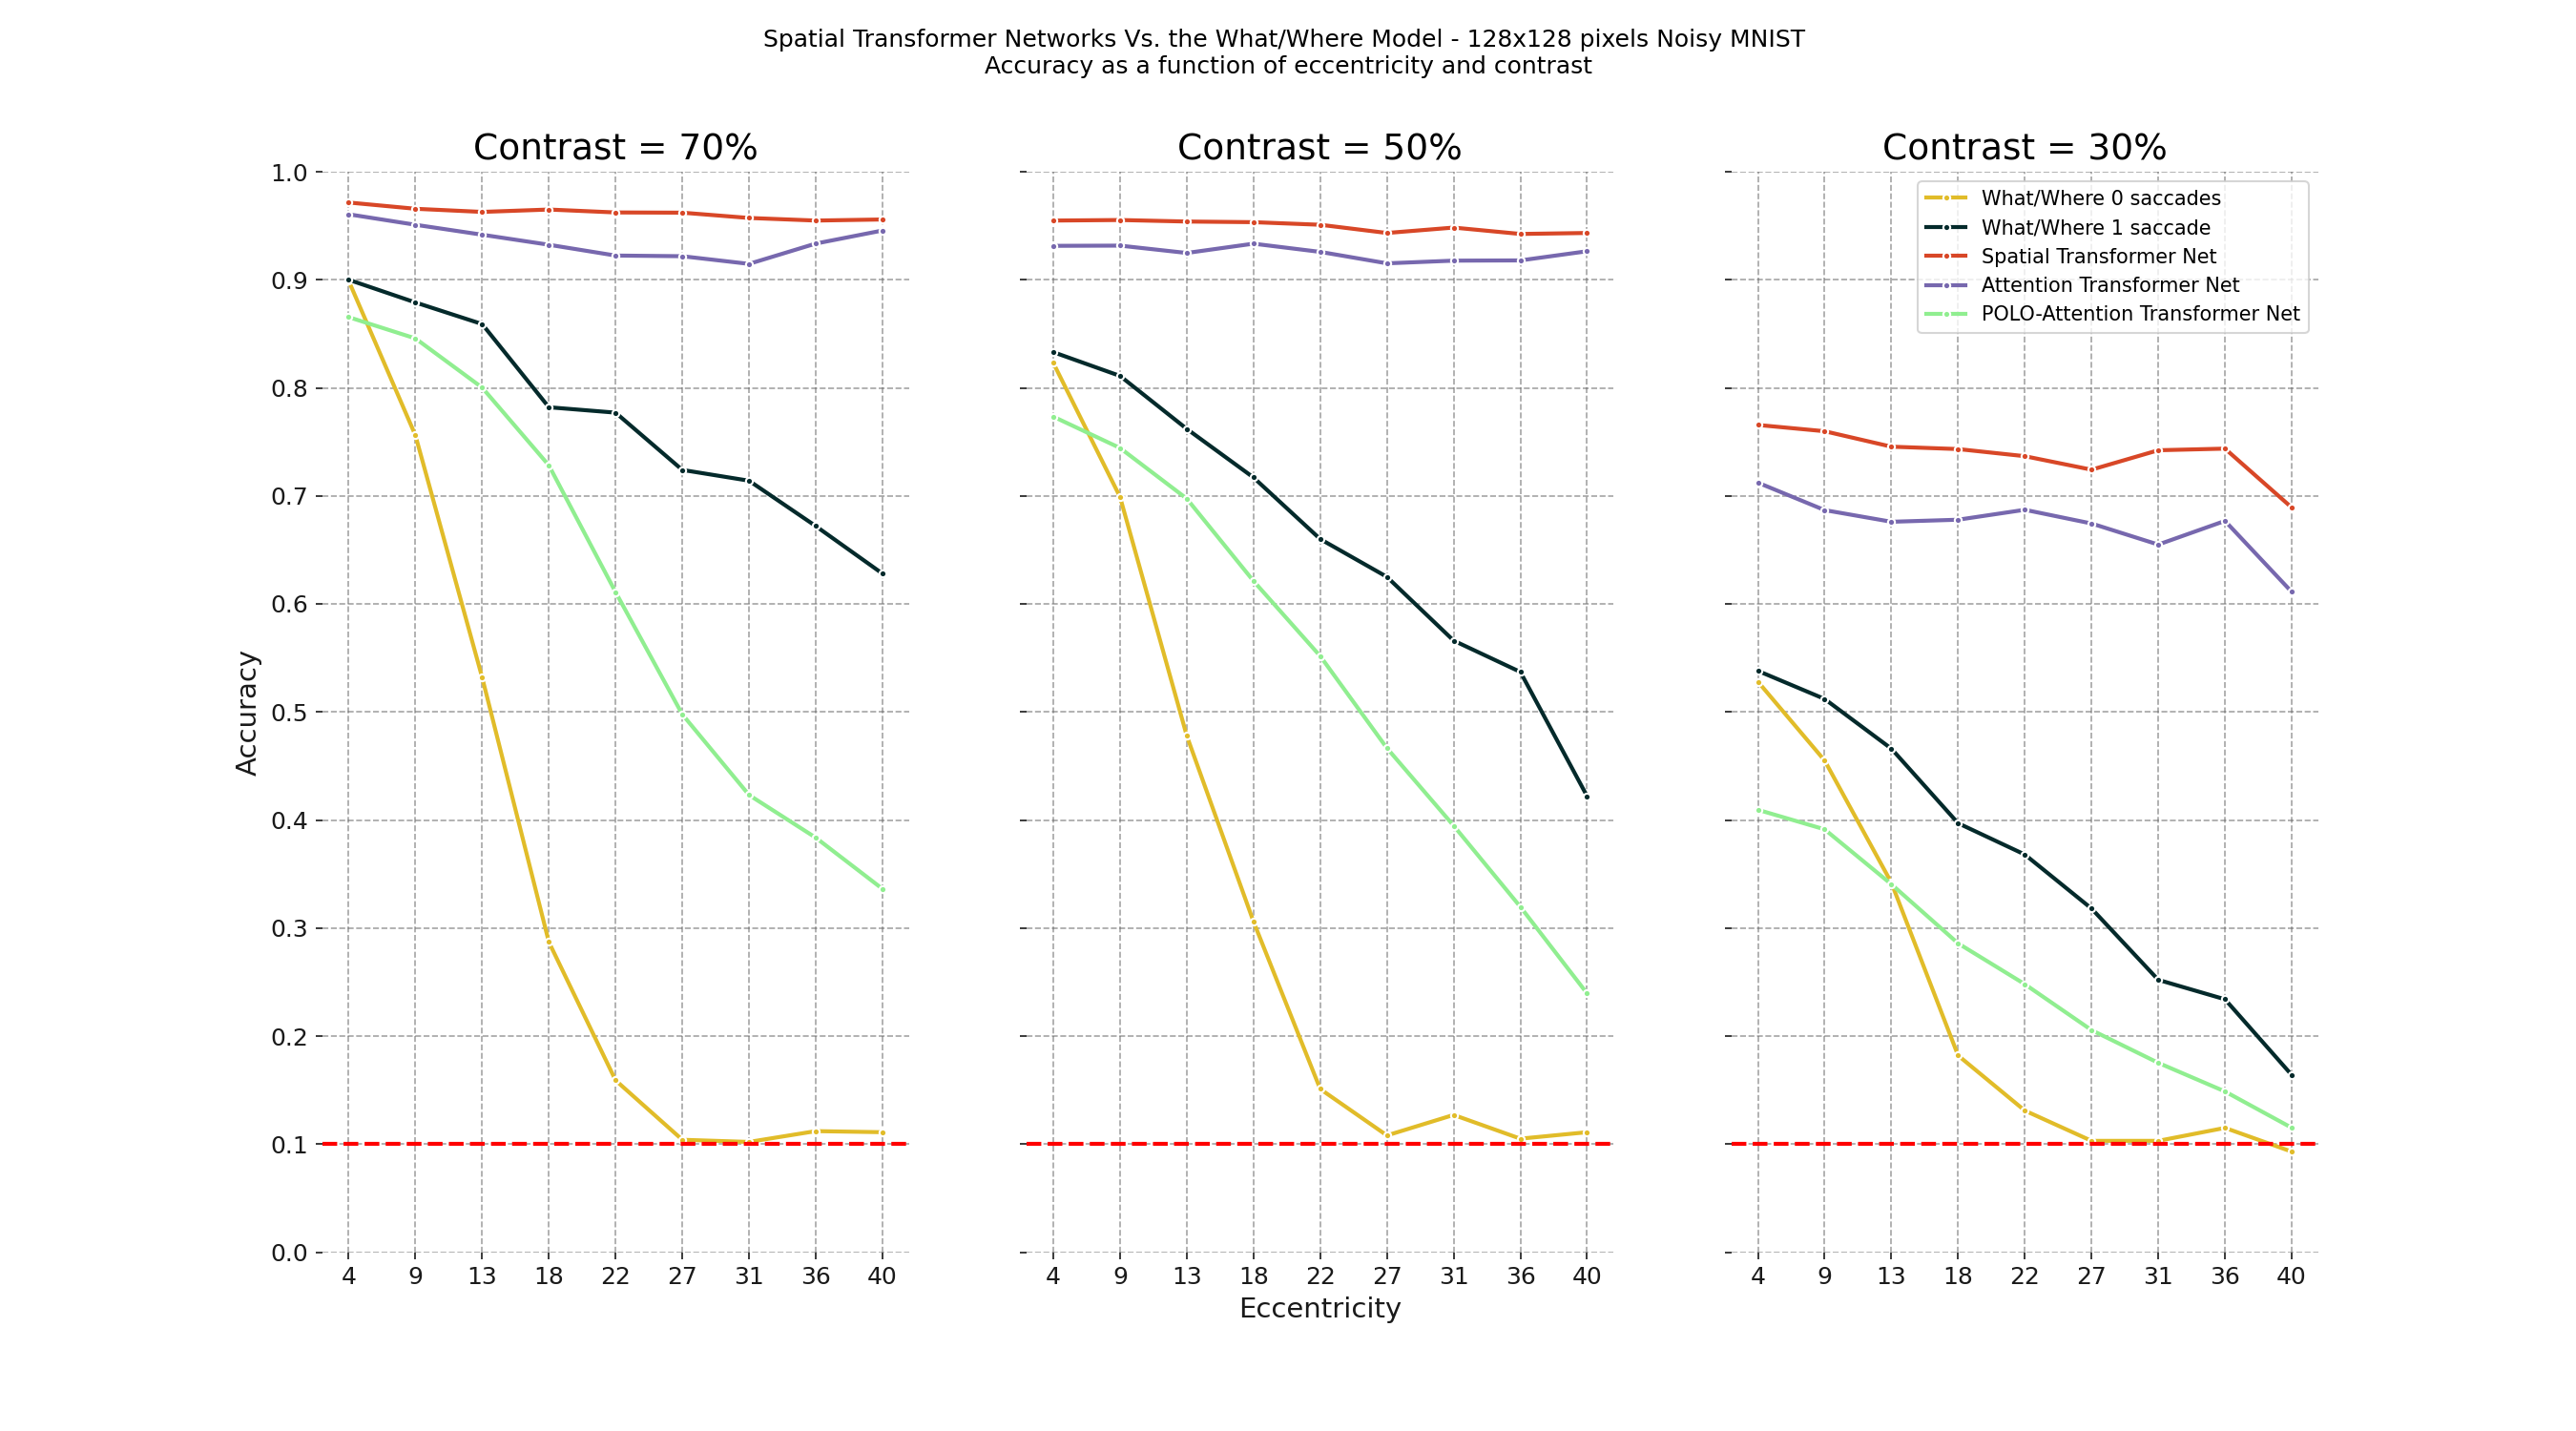 Spatial Transformer Networks Vs. the What/Where Model - 128x128 pixels Noisy MNIST
Accuracy as a function of eccentricity and contrast
Contrast = 70%
Contrast = 50%
Contrast = 30%
What/Where 0 saccades
What/Where 1 saccade
Spatial Transformer Net
Attention Transformer Net
POLO-Attention Transformer Net
Accuracy
1.0
0.9
0.8
0.7
0.6
0.5
0.4
0.3
0.2
0.1
0.0
4 9 13 18 22 27 31 36 40
4 9 13 18 22 27 31 36 40
4 9 13 18 22 27 31 36 40
Eccentricity